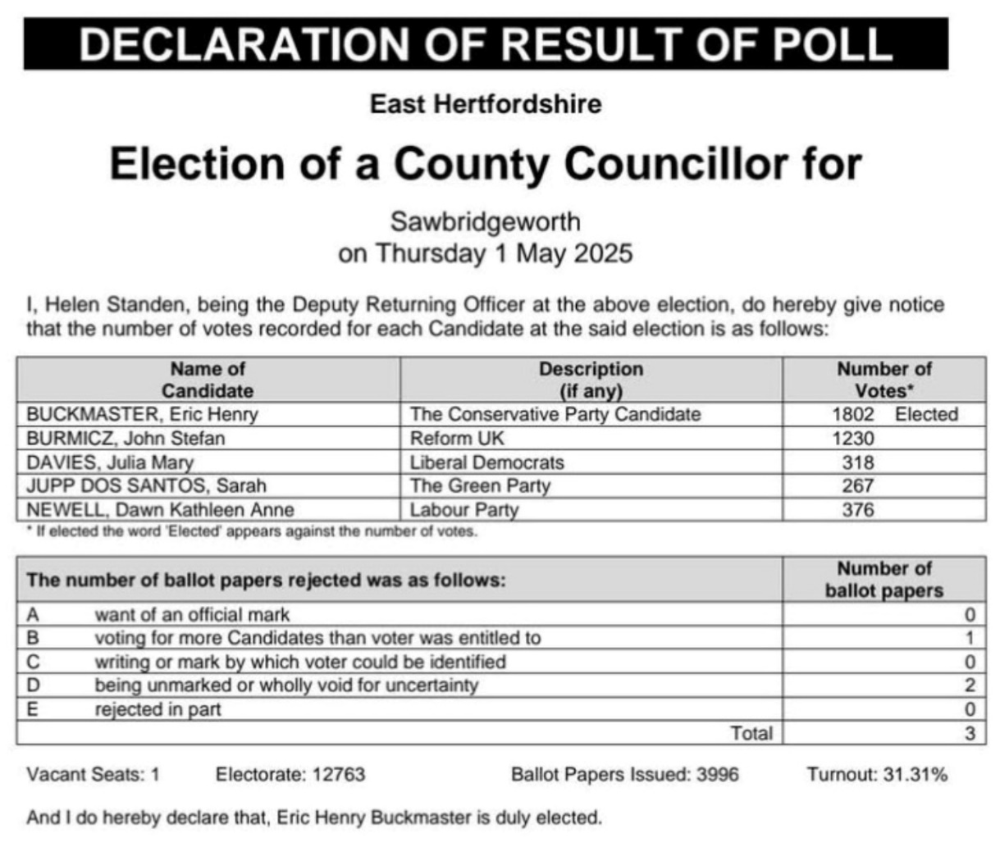 DECLARATION OF RESULT OF POLL
East Hertfordshire
Election of a County Councillor for
Sawbridgeworth
on Thursday 1 May 2025
I, Helen Standen, being the Deputy Returning Officer at the above election, do hereby give notice
that the number of votes recorded for each Candidate at the said election is as follows:
Name of Candidate Description (if any) Number of Votes*
BUCKMASTER, Eric Henry The Conservative Party Candidate 1802 Elected
BURMICZ, John Stefan Reform UK 1230
DAVIES, Julia Mary Liberal Democrats 318
JUPP DOS SANTOS, Sarah The Green Party 267
NEWELL, Dawn Kathleen Anne Labour Party 376
* If elected the word 'Elected' appears against the number of votes.
The number of ballot papers rejected was as follows: Number of ballot papers
A want of an official mark 0
B voting for more Candidates than voter was entitled to 1
C writing or mark by which voter could be identified 0
D being unmarked or wholly void for uncertainty 2
E rejected in part 0
Total 3
Vacant Seats: 1 Electorate: 12763 Ballot Papers Issued: 3996 Turnout: 31.31%
And I do hereby declare that, Eric Henry Buckmaster is duly elected.